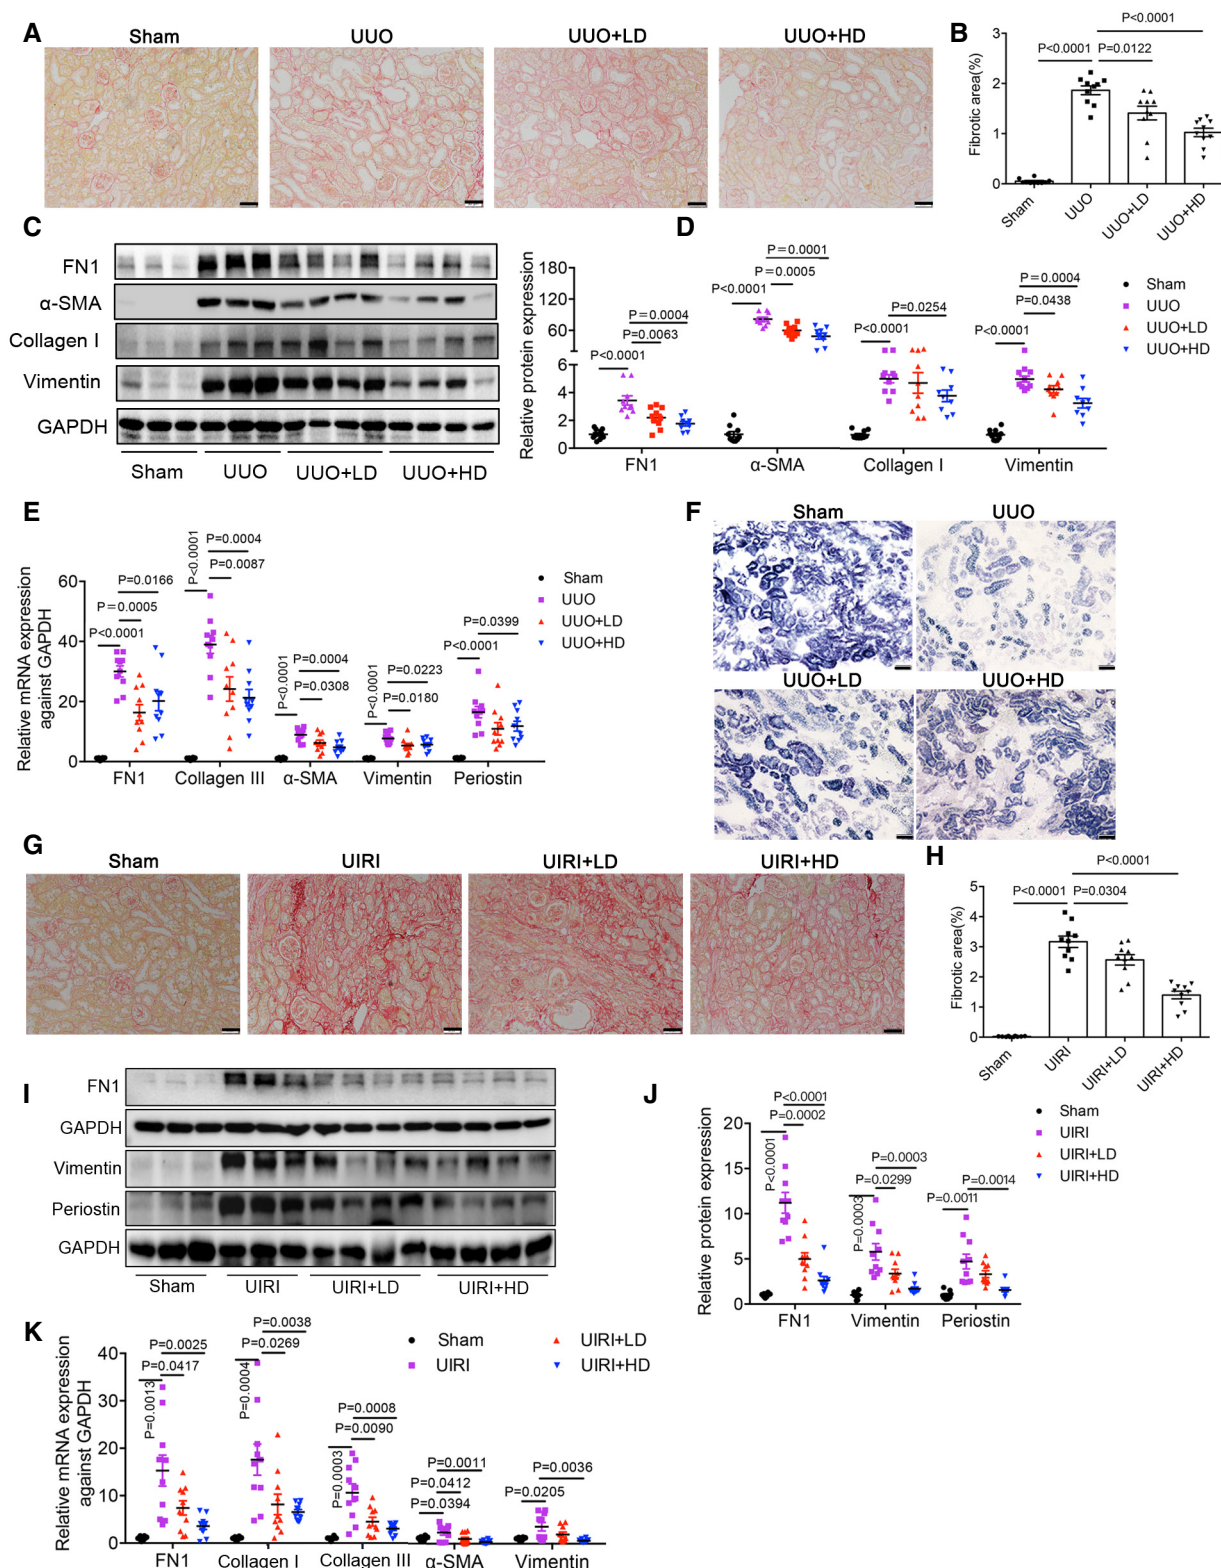 A
Sham
UUO
UUO+LD
UUO+HD
B
P<0.0001
P<0.0001
P=0.0122
Fibrotic area(%)
3
2
1
0
Sham
UUO
UUO+LD
UUO+HD
C
FN1
α-SMA
Collagen I
Vimentin
GAPDH
Sham
UUO
UUO+LD
UUO+HD
D
Relative protein expression
180
120
60
6
4
2
0
P<0.0001
P=0.0063
P=0.0004
P<0.0001
P=0.0005
P=0.0001
P<0.0001
P=0.0254
P<0.0001
P=0.0438
P=0.0004
FN1
α-SMA
Collagen I
Vimentin
Sham
UUO
UUO+LD
UUO+HD
E
Relative mRNA expression
against GAPDH
60
40
20
0
P<0.0001
P=0.0005
P=0.0166
P<0.0001
P=0.0087
P=0.0004
P<0.0001
P=0.0308
P=0.0004
P<0.0001
P=0.0180
P=0.0223
P<0.0001
P=0.0399
FN1
Collagen III
α-SMA
Vimentin
Periostin
Sham
UUO
UUO+LD
UUO+HD
F
Sham
UUO
UUO+LD
UUO+HD
G
Sham
UIRI
UIRI+LD
UIRI+HD
H
P<0.0001
P<0.0001
P=0.0304
Fibrotic area(%)
5
4
3
2
1
0
Sham
UIRI
UIRI+LD
UIRI+HD
I
FN1
GAPDH
Vimentin
Periostin
GAPDH
Sham
UIRI
UIRI+LD
UIRI+HD
J
Relative protein expression
20
15
10
5
0
P<0.0001
P=0.0002
P<0.0001
P=0.0003
P=0.0299
P=0.0003
P=0.0011
P=0.0014
FN1
Vimentin
Periostin
Sham
UIRI
UIRI+LD
UIRI+HD
K
Relative mRNA expression
against GAPDH
40
30
20
10
0
P=0.0013
P=0.0417
P=0.0025
P=0.0004
P=0.0269
P=0.0038
P=0.0003
P=0.0090
P=0.0008
P=0.0394
P=0.0412
P=0.0011
P=0.0205
P=0.0036
FN1
Collagen I
Collagen III
α-SMA
Vimentin
Sham
UIRI
UIRI+LD
UIRI+HD